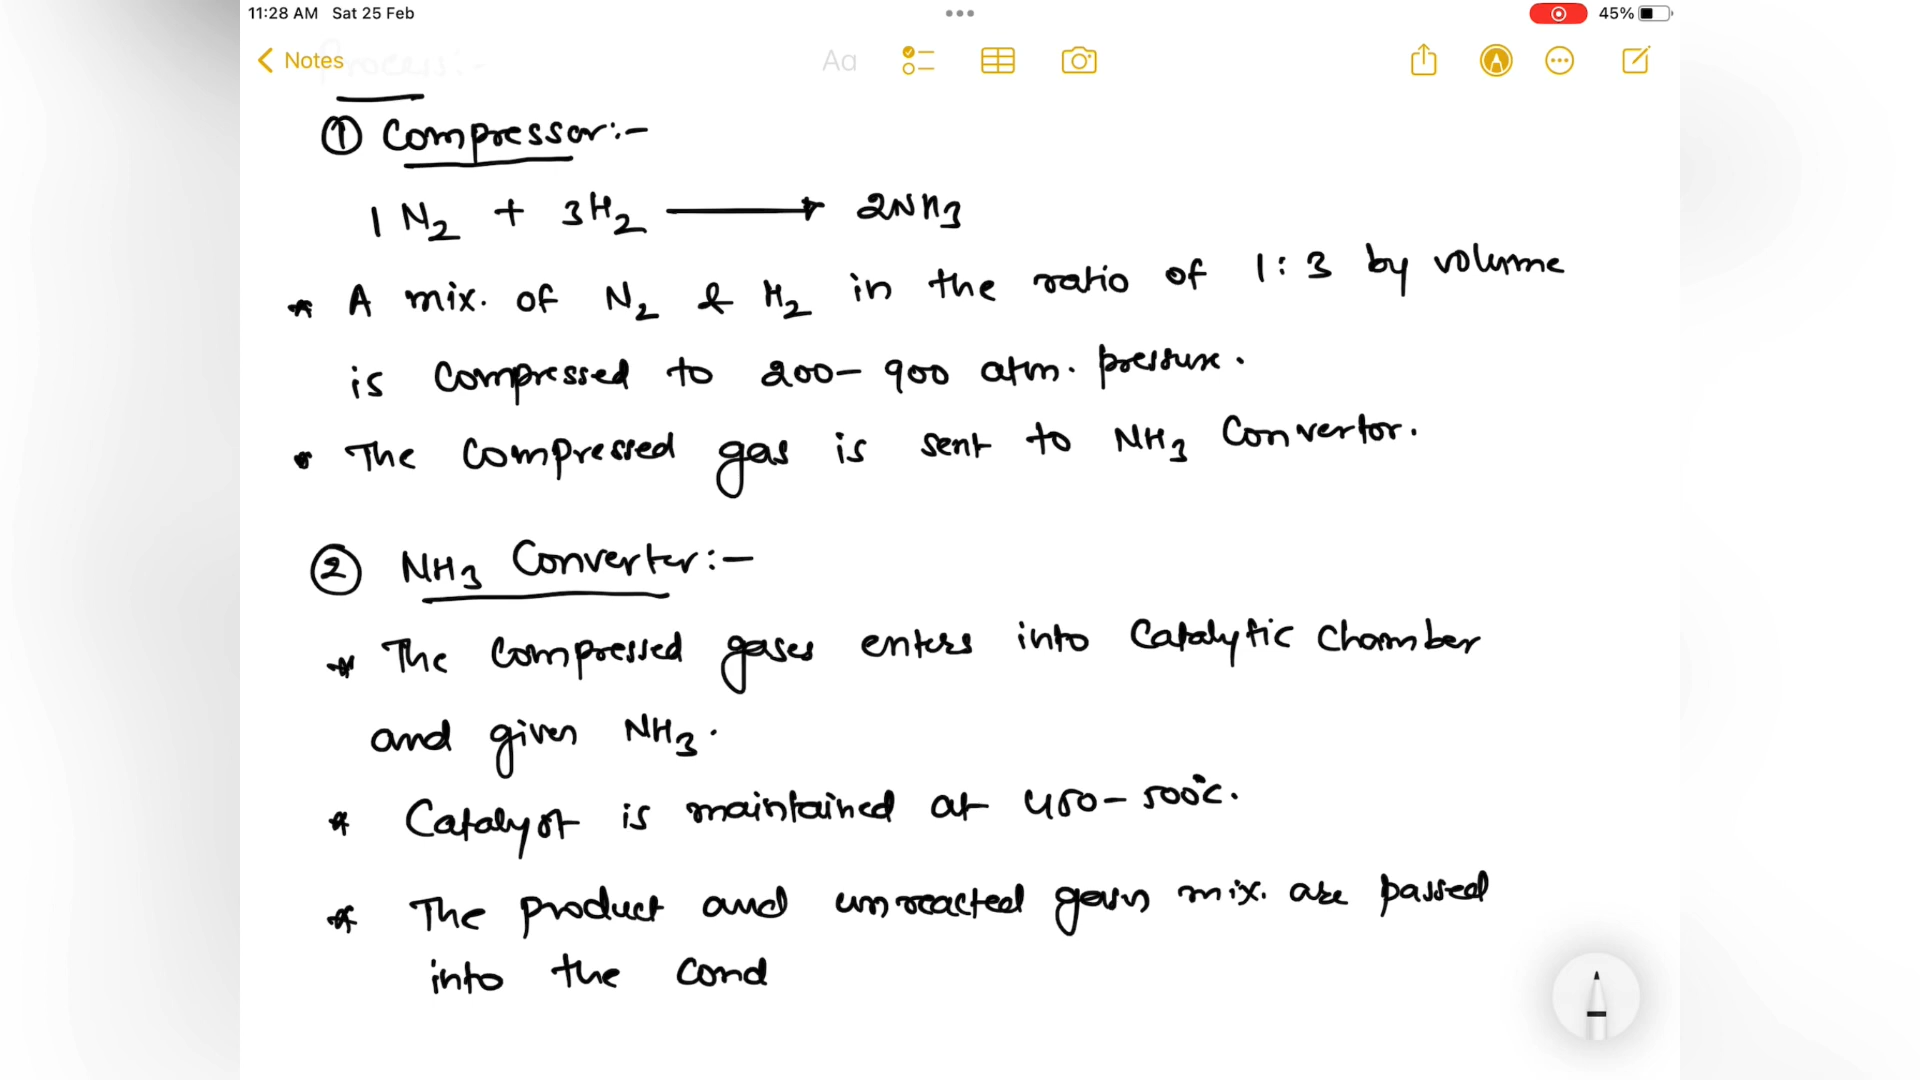 11:28 AM Sat 25 Feb
45%
Notes
Process:-
Aa
① Compressor:-
1 N2 + 3H2 ⟶ 2NH3
* A mix. of N2 & H2 in the ratio of 1:3 by volume
is compressed to 200-900 atm. pressure.
* The compressed gas is sent to NH3 Convertor.
② NH3 Converter:-
* The compressed gases enters into Catalytic chamber
and given NH3.
* Catalyst is maintained at 450-500°c.
* The product and unreacted mix. are passed
into the cond